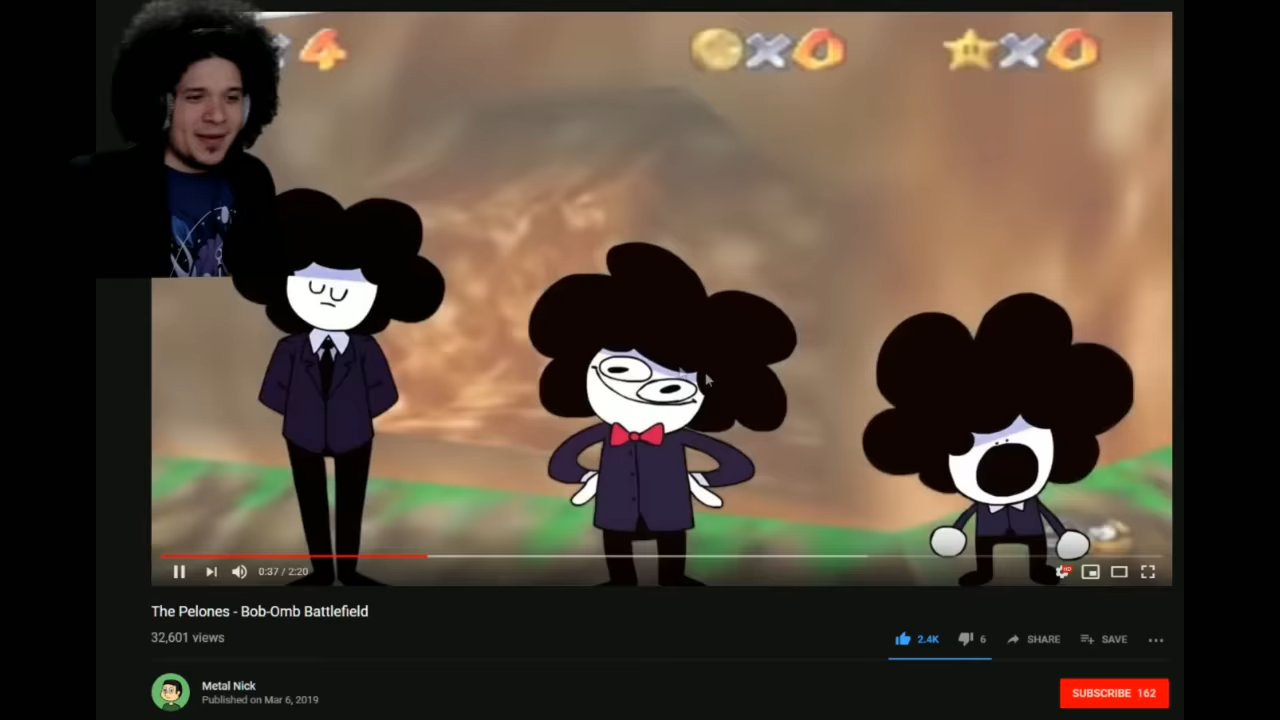 4
X 0
X 0
0:37 / 2:20
HD
The Pelones - Bob-Omb Battlefield
32,601 views
2.4K
6
SHARE
SAVE
Metal Nick
Published on Mar 6, 2019
SUBSCRIBE 162